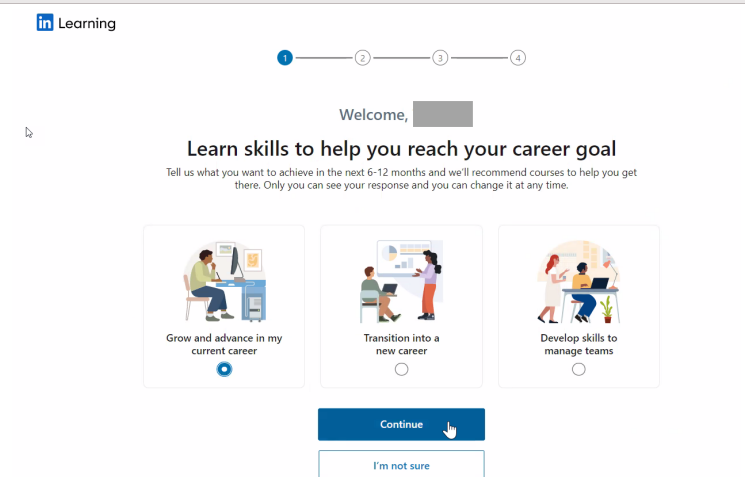 in Learning
1 2 3 4
Welcome,
Learn skills to help you reach your career goal
Tell us what you want to achieve in the next 6-12 months and we'll recommend courses to help you get
there. Only you can see your response and you can change it at any time.
Grow and advance in my
current career
Transition into a
new career
Develop skills to
manage teams
Continue
I'm not sure